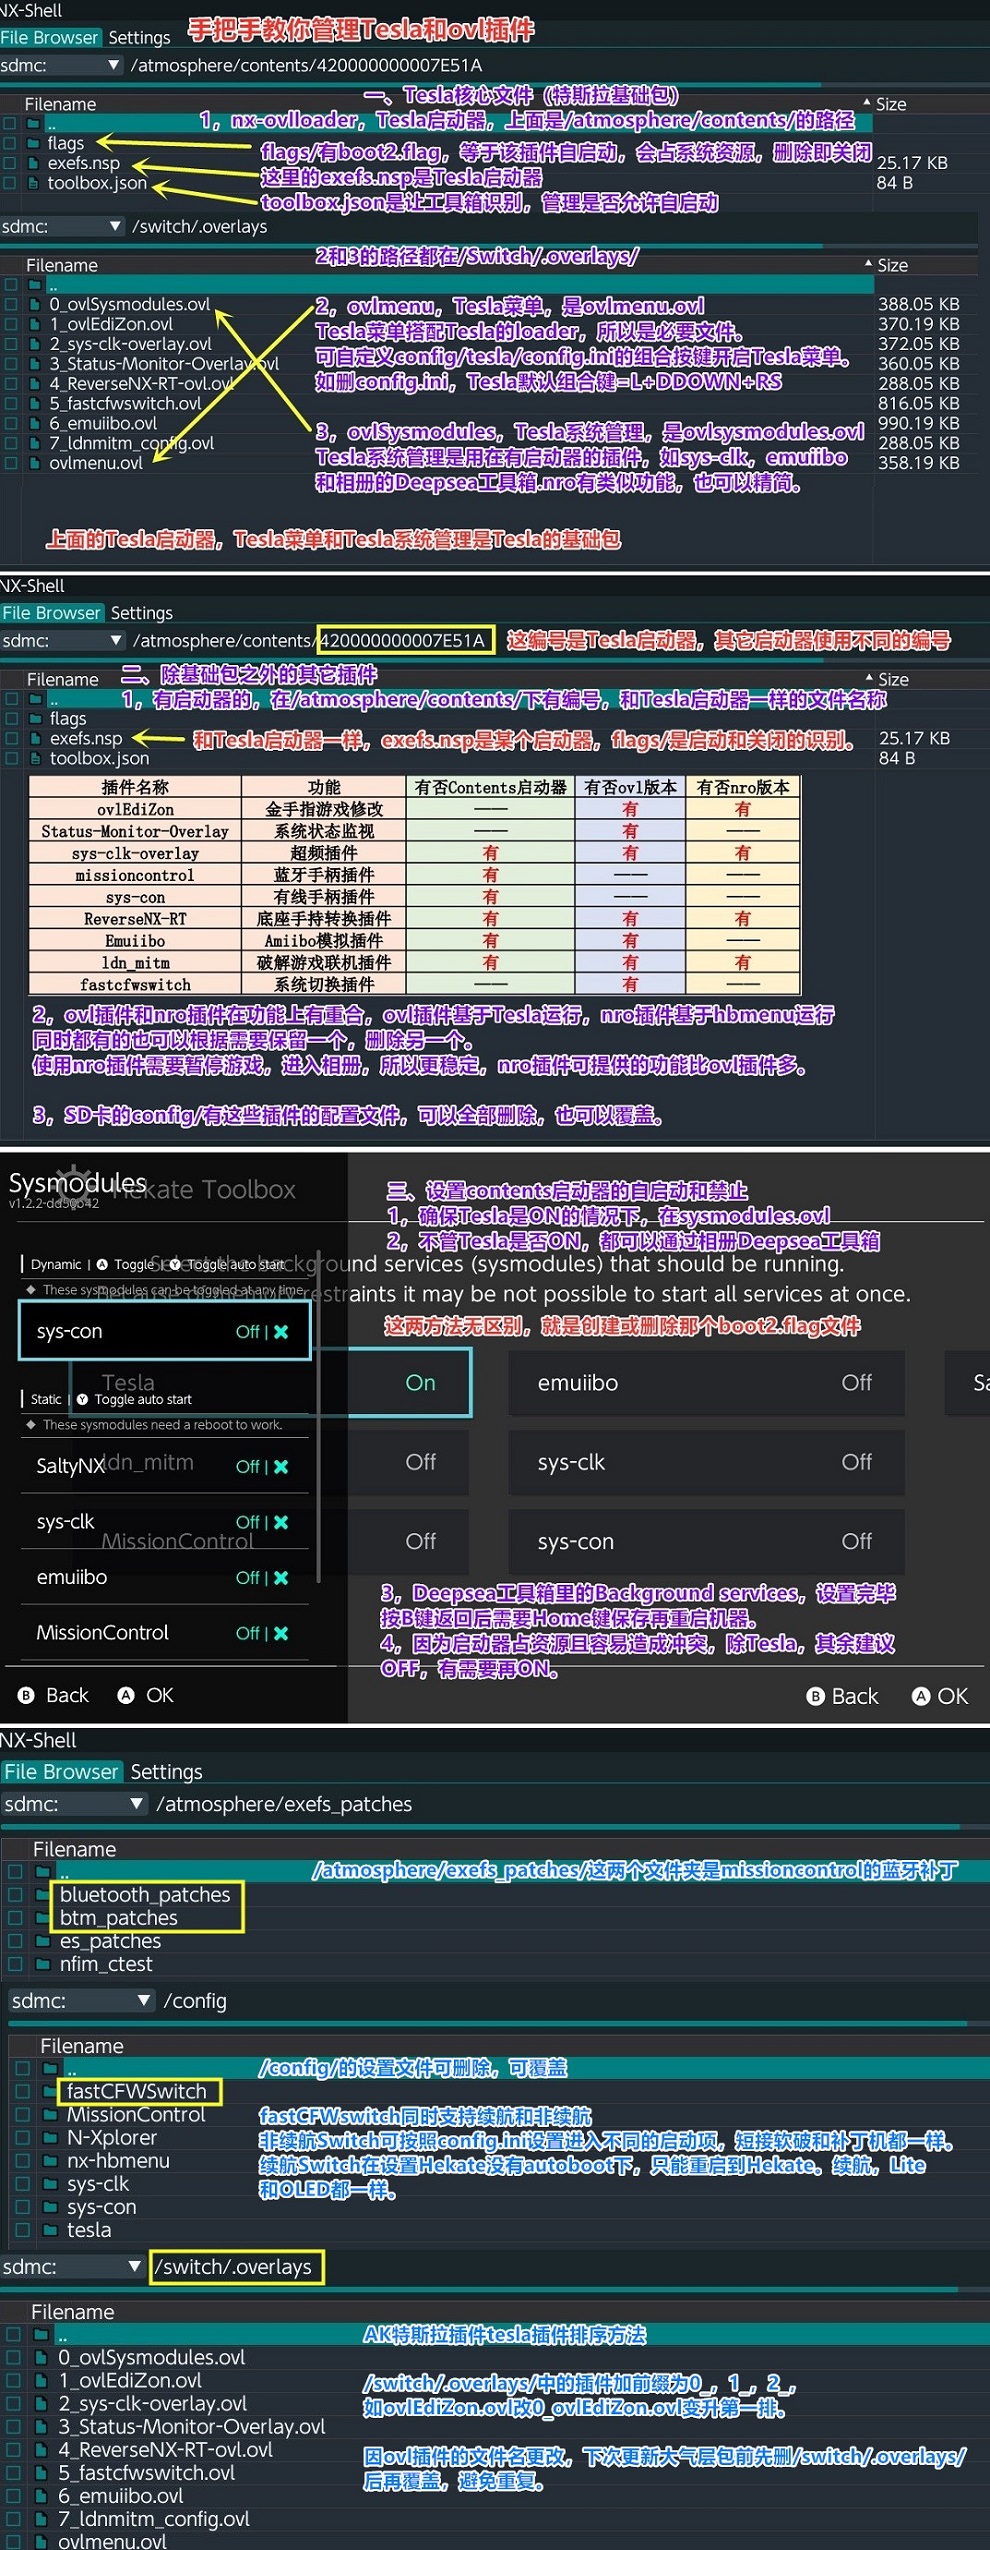 NX-Shell
File Browser Settings
手把手教你管理Tesla和ovl插件
sdmc: /atmosphere/contents/420000000007E51A
一、Tesla核心文件（特斯拉基础包）
Filename Size
1，nx-ovlloader，Tesla启动器，上面是/atmosphere/contents/的路径
..
flags
flags/有boot2.flag，等于该插件自启动，会占系统资源，删除即关闭
exefs.nsp 25.17 KB
这里的exefs.nsp是Tesla启动器
toolbox.json 84 B
toolbox.json是让工具箱识别，管理是否允许自启动
sdmc: /switch/.overlays
2和3的路径都在/Switch/.overlays/
Filename Size
..
0_ovlSysmodules.ovl 388.05 KB
1_ovlEdiZon.ovl 370.19 KB
2_sys-clk-overlay.ovl 372.05 KB
3_Status-Monitor-Overlay.ovl 360.05 KB
4_ReverseNX-RT-ovl.ovl 288.05 KB
5_fastcfwswitch.ovl 816.05 KB
6_emuiibo.ovl 990.19 KB
7_ldnmitm_config.ovl 288.05 KB
ovlmenu.ovl 358.19 KB
2，ovlmenu，Tesla菜单，是ovlmenu.ovl
Tesla菜单搭配Tesla的loader，所以是必要文件。
可自定义config/tesla/config.ini的组合按键开启Tesla菜单。
如删config.ini，Tesla默认组合键=L+DDOWN+RS
3，ovlSysmodules，Tesla系统管理，是ovlsysmodules.ovl
Tesla系统管理是用在有启动器的插件，如sys-clk，emuiibo
和相册的Deepsea工具箱.nro有类似功能，也可以精简。
上面的Tesla启动器，Tesla菜单和Tesla系统管理是Tesla的基础包
NX-Shell
File Browser Settings
sdmc: /atmosphere/contents/420000000007E51A
这编号是Tesla启动器，其它启动器使用不同的编号
二、除基础包之外的其它插件
Filename Size
1，有启动器的，在/atmosphere/contents/下有编号，和Tesla启动器一样的文件名称
..
flags
exefs.nsp 25.17 KB
和Tesla启动器一样，exefs.nsp是某个启动器，flags/是启动和关闭的识别。
toolbox.json 84 B
插件名称 功能 有否Contents启动器 有否ovl版本 有否nro版本
ovlEdiZon 金手指游戏修改 —— 有 有
Status-Monitor-Overlay 系统状态监视 —— 有 ——
sys-clk-overlay 超频插件 有 有 有
missioncontrol 蓝牙手柄插件 有 —— ——
sys-con 有线手柄插件 有 —— ——
ReverseNX-RT 底座手持转换插件 有 有 有
Emuiibo Amiibo模拟插件 有 有 ——
ldn_mitm 破解游戏联机插件 有 有 有
fastcfwswitch 系统切换插件 —— 有 ——
2，ovl插件和nro插件在功能上有重合，ovl插件基于Tesla运行，nro插件基于hbmenu运行
同时都有的也可以根据需要保留一个，删除另一个。
使用nro插件需要暂停游戏，进入相册，所以更稳定，nro插件可提供的功能比ovl插件多。
3，SD卡的config/有这些插件的配置文件，可以全部删除，也可以覆盖。
Sysmodules
v1.2.2-dd50b42
Hekate Toolbox
三、设置contents启动器的自启动和禁止
1，确保Tesla是ON的情况下，在sysmodules.ovl
2，不管Tesla是否ON，都可以通过相册Deepsea工具箱
Dynamic | A Toggle | Y Toggle auto start
Select the background services (sysmodules) that should be running.
These sysmodules can be toggled at any time.
Because of memory restraints it may be not possible to start all services at once.
这两方法无区别，就是创建或删除那个boot2.flag文件
sys-con Off | ✖
Static | Y Toggle auto start
These sysmodules need a reboot to work.
SaltyNX Off | ✖
sys-clk Off | ✖
emuiibo Off | ✖
MissionControl Off | ✖
Tesla On
emuiibo Off
Sa
ldn_mitm Off
sys-clk Off
MissionControl Off
sys-con Off
3，Deepsea工具箱里的Background services，设置完毕
按B键返回后需要Home键保存再重启机器。
4，因为启动器占资源且容易造成冲突，除Tesla，其余建议
OFF，有需要再ON。
B Back A OK
B Back A OK
NX-Shell
File Browser Settings
sdmc: /atmosphere/exefs_patches
Filename
..
/atmosphere/exefs_patches/这两个文件夹是missioncontrol的蓝牙补丁
bluetooth_patches
btm_patches
es_patches
nfim_ctest
sdmc: /config
Filename
..
/config/的设置文件可删除，可覆盖
fastCFWSwitch
MissionControl
N-Xplorer
nx-hbmenu
sys-clk
sys-con
tesla
fastCFWswitch同时支持续航和非续航
非续航Switch可按照config.ini设置进入不同的启动项，短接软破和补丁机都一样。
续航Switch在设置Hekate没有autoboot下，只能重启到Hekate。续航，Lite
和OLED都一样。
sdmc: /switch/.overlays
Filename
..
AK特斯拉插件tesla插件排序方法
0_ovlSysmodules.ovl
1_ovlEdiZon.ovl
2_sys-clk-overlay.ovl
3_Status-Monitor-Overlay.ovl
4_ReverseNX-RT-ovl.ovl
5_fastcfwswitch.ovl
6_emuiibo.ovl
7_ldnmitm_config.ovl
ovlmenu.ovl
/switch/.overlays/中的插件加前缀为0_，1_，2_，
如ovlEdiZon.ovl改0_ovlEdiZon.ovl变升第一排。
因ovl插件的文件名更改，下次更新大气层包前先删/switch/.overlays/
后再覆盖，避免重复。